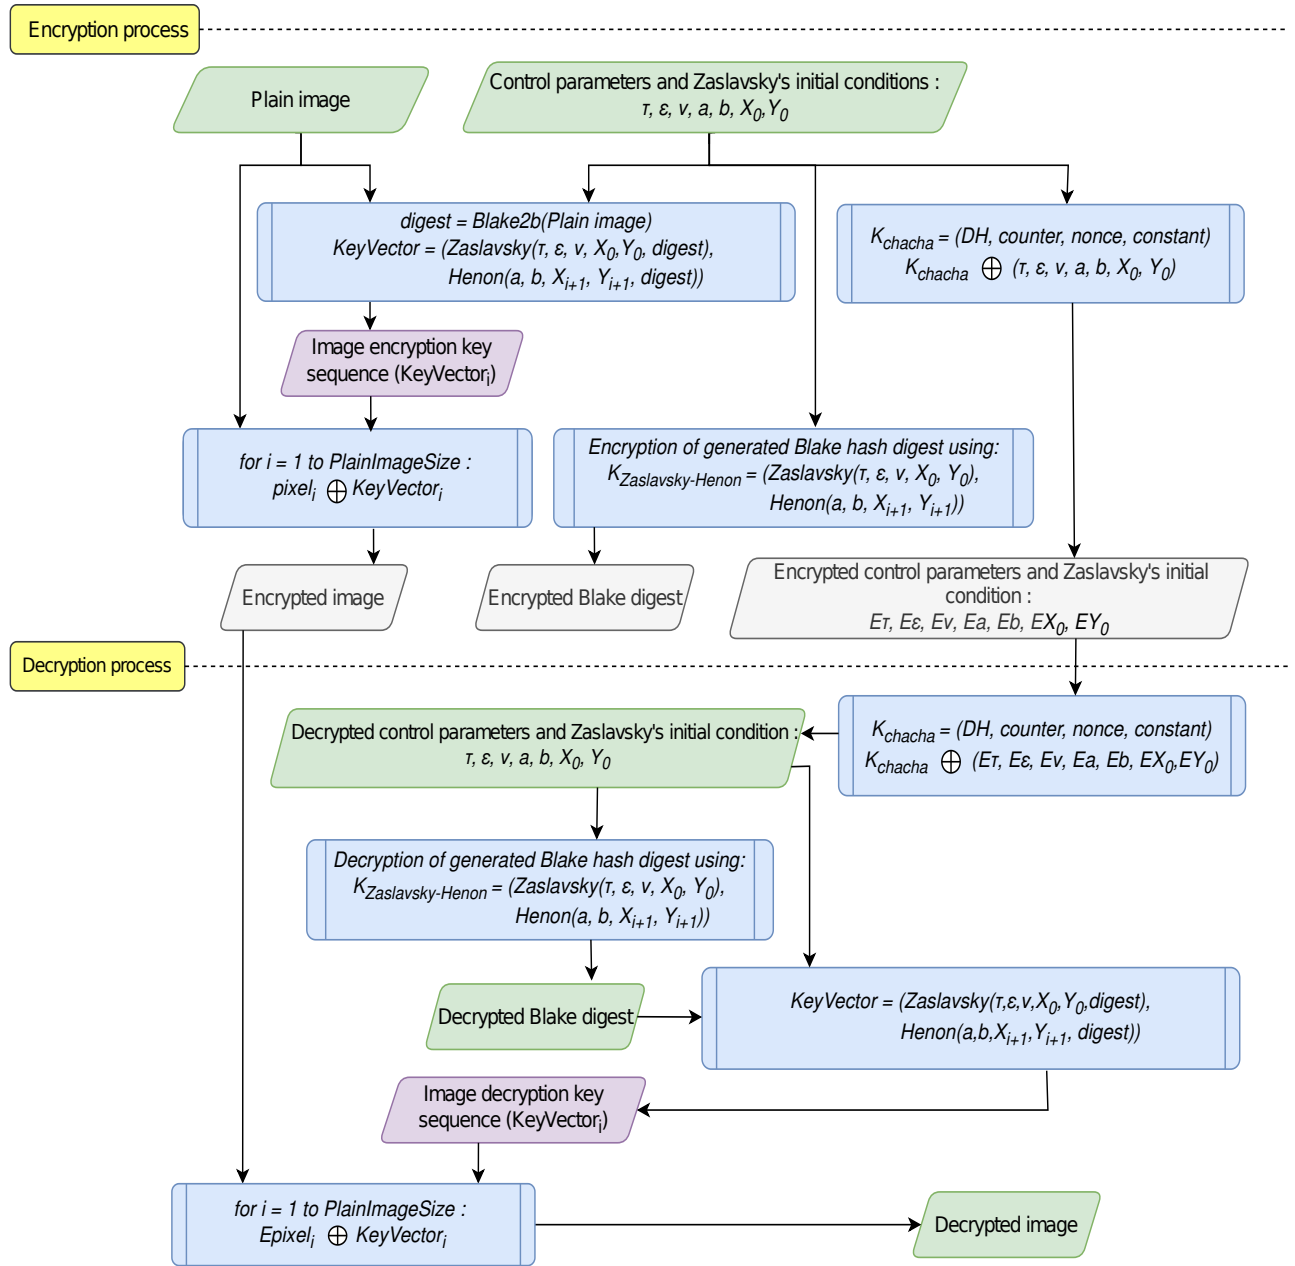 Encryption process
Plain image
Control parameters and Zaslavsky's initial conditions :
τ, ε, v, a, b, X0,Y0
digest = Blake2b(Plain image)
KeyVector = (Zaslavsky(τ, ε, v, X0,Y0, digest),
Henon(a, b, Xi+1, Yi+1, digest))
Kchacha = (DH, counter, nonce, constant)
Kchacha ⊕ (τ, ε, v, a, b, X0, Y0)
Image encryption key
sequence (KeyVectori)
for i = 1 to PlainImageSize :
pixeli ⊕ KeyVectori
Encryption of generated Blake hash digest using:
KZaslavsky-Henon = (Zaslavsky(τ, ε, v, X0, Y0),
Henon(a, b, Xi+1, Yi+1))
Encrypted image
Encrypted Blake digest
Encrypted control parameters and Zaslavsky's initial
condition :
Eτ, Eε, Ev, Ea, Eb, EX0, EY0
Decryption process
Kchacha = (DH, counter, nonce, constant)
Kchacha ⊕ (Eτ, Eε, Ev, Ea, Eb, EX0,EY0)
Decrypted control parameters and Zaslavsky's initial condition :
τ, ε, v, a, b, X0, Y0
Decryption of generated Blake hash digest using:
KZaslavsky-Henon = (Zaslavsky(τ, ε, v, X0, Y0),
Henon(a, b, Xi+1, Yi+1))
Decrypted Blake digest
KeyVector = (Zaslavsky(τ,ε,v,X0,Y0,digest),
Henon(a,b,Xi+1,Yi+1, digest))
Image decryption key
sequence (KeyVectori)
for i = 1 to PlainImageSize :
Epixeli ⊕ KeyVectori
Decrypted image